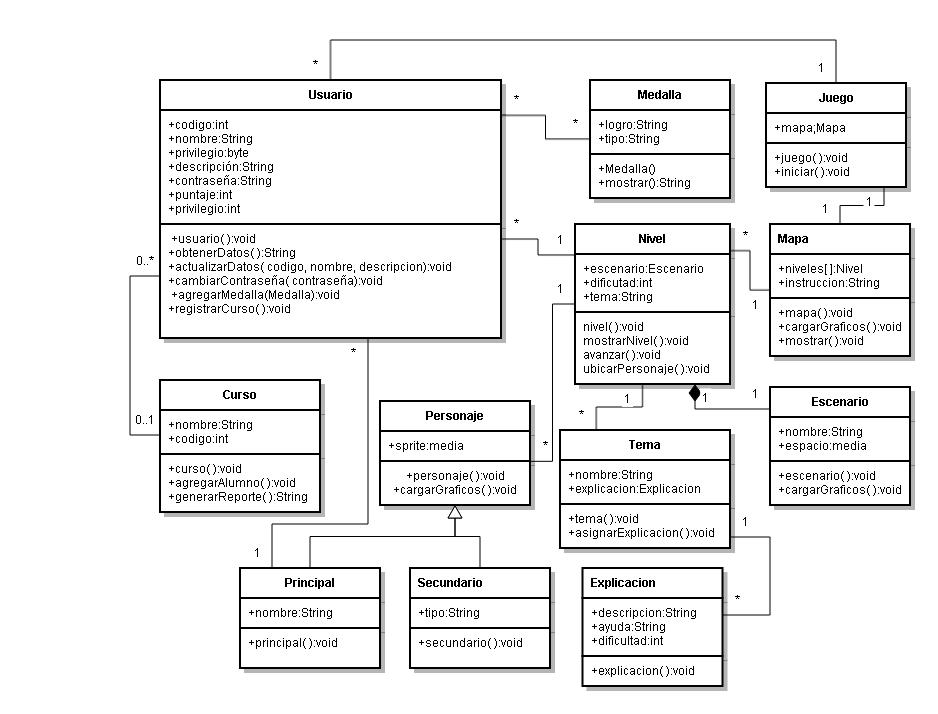 *
1
Usuario
+codigo:int
+nombre:String
+privilegio:byte
+descripción:String
+contraseña:String
+puntaje:int
+privilegio:int
+usuario():void
+obtenerDatos():String
+actualizarDatos( codigo, nombre, descripcion):void
+cambiarContraseña( contraseña):void
+agregarMedalla(Medalla):void
+registrarCurso():void
*
*
Medalla
+logro:String
+tipo:String
+Medalla()
+mostrar():String
Juego
+mapa;Mapa
+juego():void
+iniciar():void
1
1
*
1
Nivel
+escenario:Escenario
+dificutad:int
+tema:String
nivel():void
mostrarNivel():void
avanzar():void
ubicarPersonaje():void
*
1
Mapa
+niveles[]:Nivel
+instruccion:String
+mapa():void
+cargarGraficos():void
+mostrar():void
0..*
0..1
*
1
1
*
Curso
+nombre:String
+codigo:int
+curso():void
+agregarAlumno():void
+generarReporte():String
Personaje
+sprite:media
+personaje():void
+cargarGraficos():void
1
*
1
1
Escenario
+nombre:String
+espacio:media
+escenario():void
+cargarGraficos():void
Tema
+nombre:String
+explicacion:Explicacion
+tema():void
+asignarExplicacion():void
1
*
Principal
+nombre:String
+principal():void
Secundario
+tipo:String
+secundario():void
Explicacion
+descripcion:String
+ayuda:String
+dificultad:int
+explicacion():void